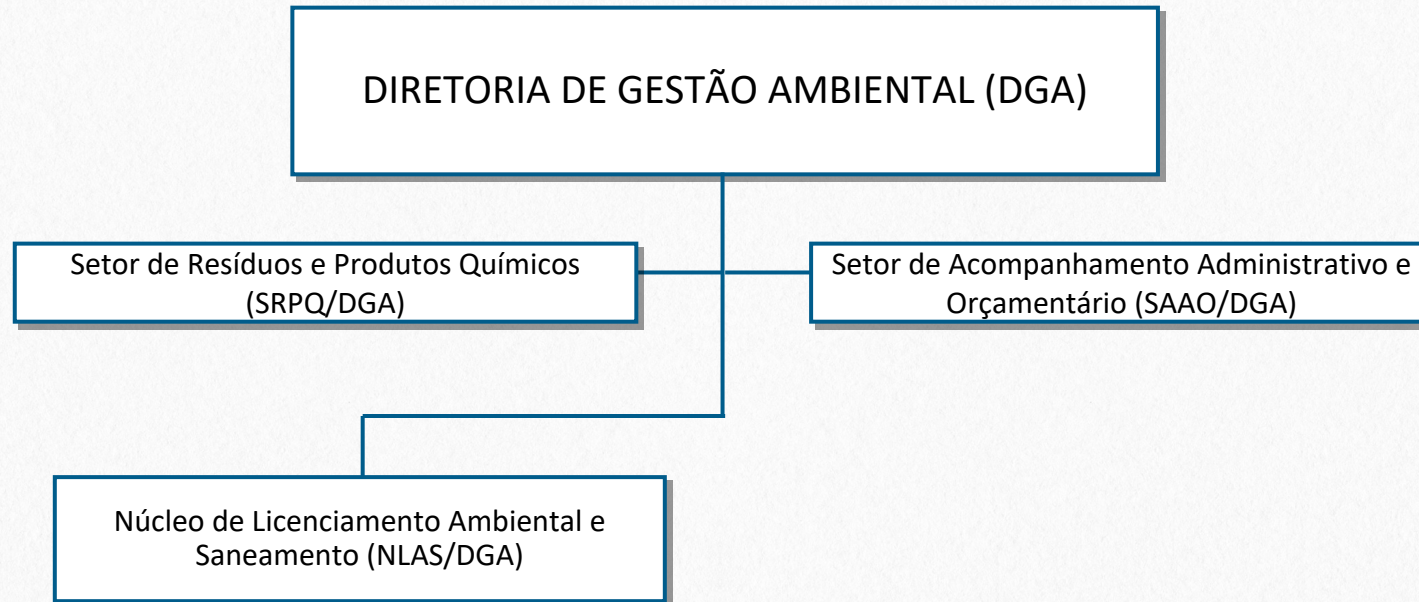 DIRETORIA DE GESTÃO AMBIENTAL (DGA)
Setor de Resíduos e Produtos Químicos
(SRPQ/DGA)
Setor de Acompanhamento Administrativo e
Orçamentário (SAAO/DGA)
Núcleo de Licenciamento Ambiental e
Saneamento (NLAS/DGA)